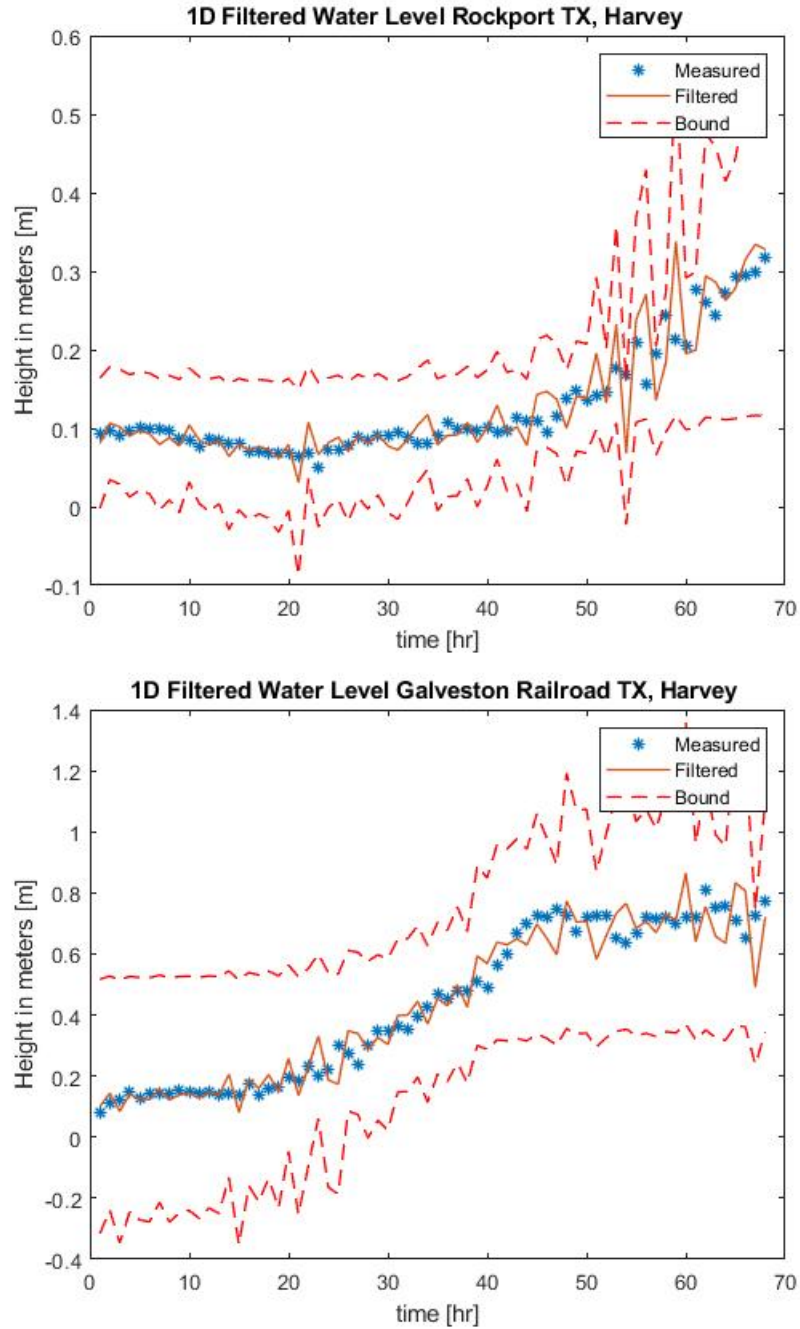 1D Filtered Water Level Rockport TX, Harvey
Measured
Filtered
Bound
Height in meters [m]
0.6
0.5
0.4
0.3
0.2
0.1
0
-0.1
0 10 20 30 40 50 60 70
time [hr]
1D Filtered Water Level Galveston Railroad TX, Harvey
Measured
Filtered
Bound
Height in meters [m]
1.4
1.2
1
0.8
0.6
0.4
0.2
0
-0.2
-0.4
0 10 20 30 40 50 60 70
time [hr]